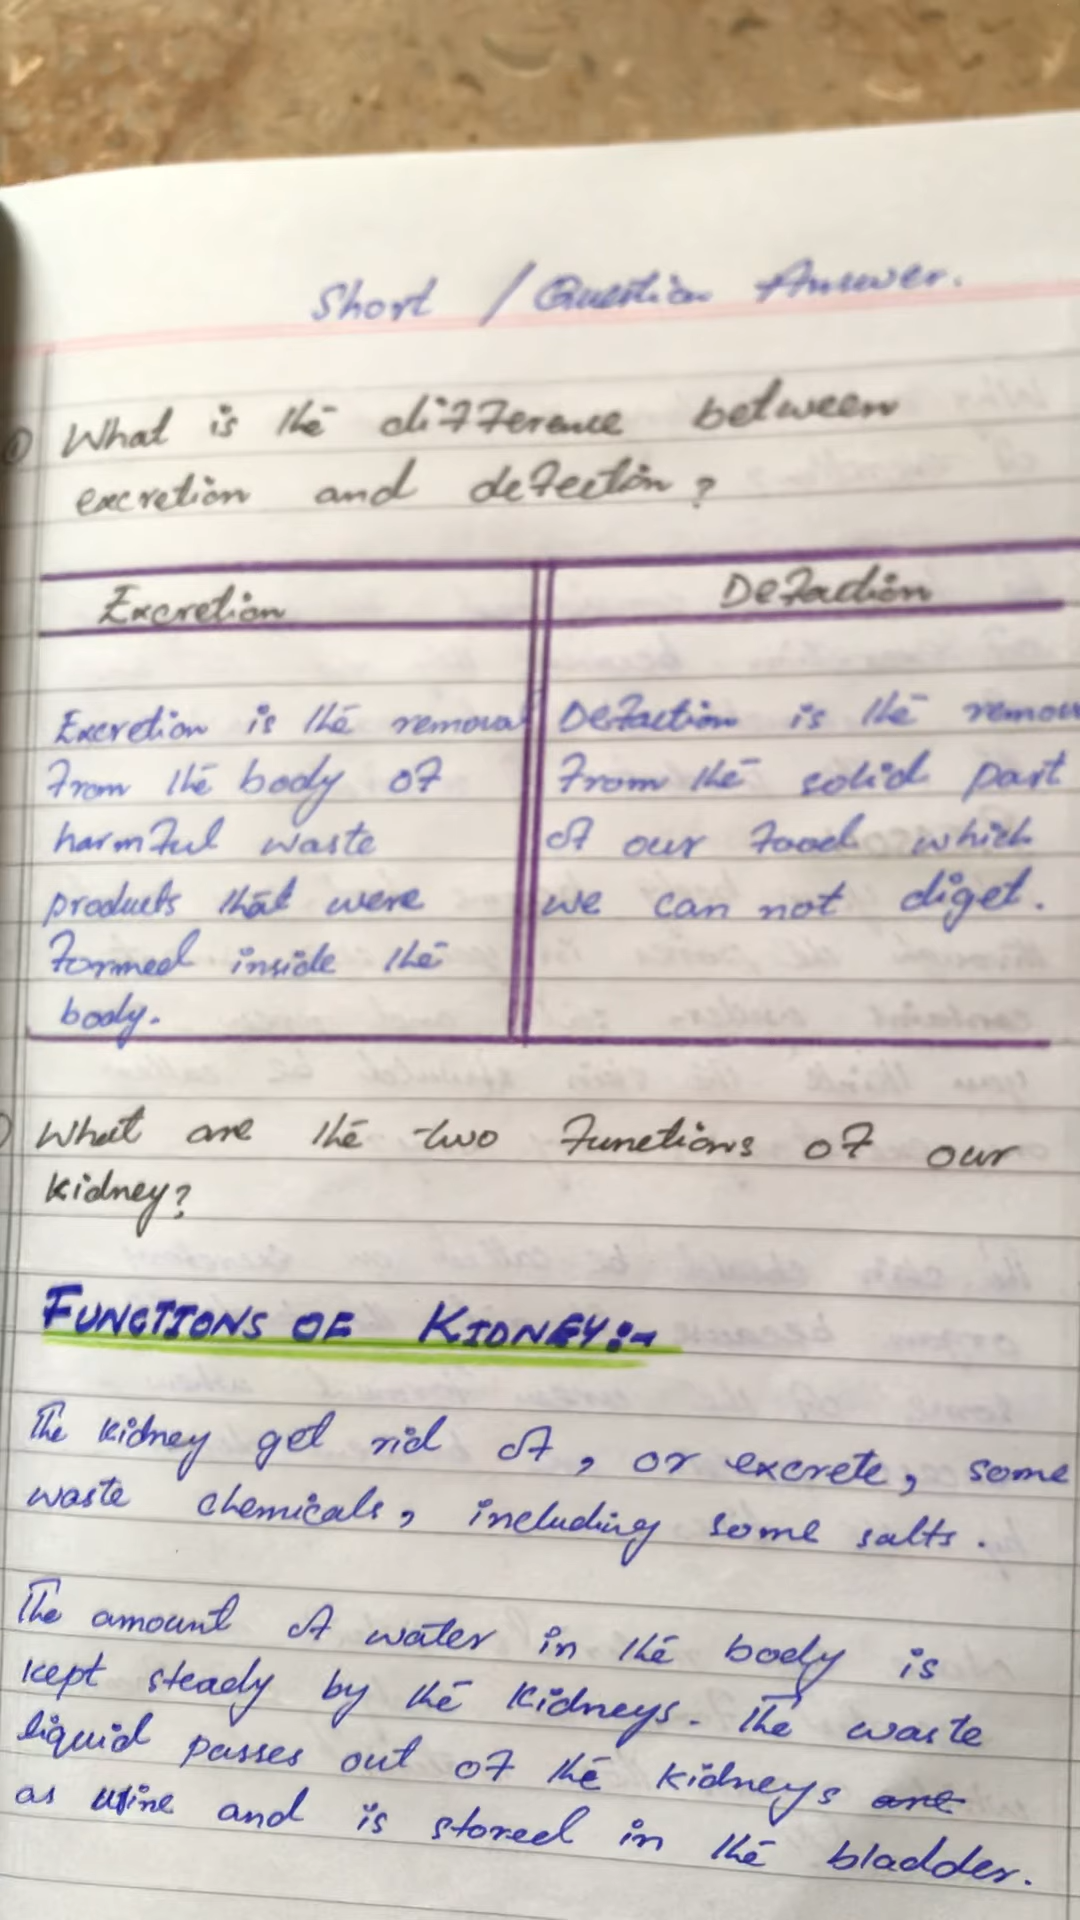 Short / Question Answer.
What is the difference between
excretion and defection?
Excretion
Defaction
Excretion is the removal
from the body of
harmful waste
products that were
formed inside the
body.
Defaction is the remov
from the solid part
of our food which
we can not diget.
What are the two functions of our
kidney?
FUNCTIONS OF KIDNEY:-
The kidney get rid of, or excrete, some
waste chemicals, including some salts.
The amount of water in the body is
kept steady by the kidneys. The waste
liquid passes out of the kidneys are
as urine and is stored in the bladder.